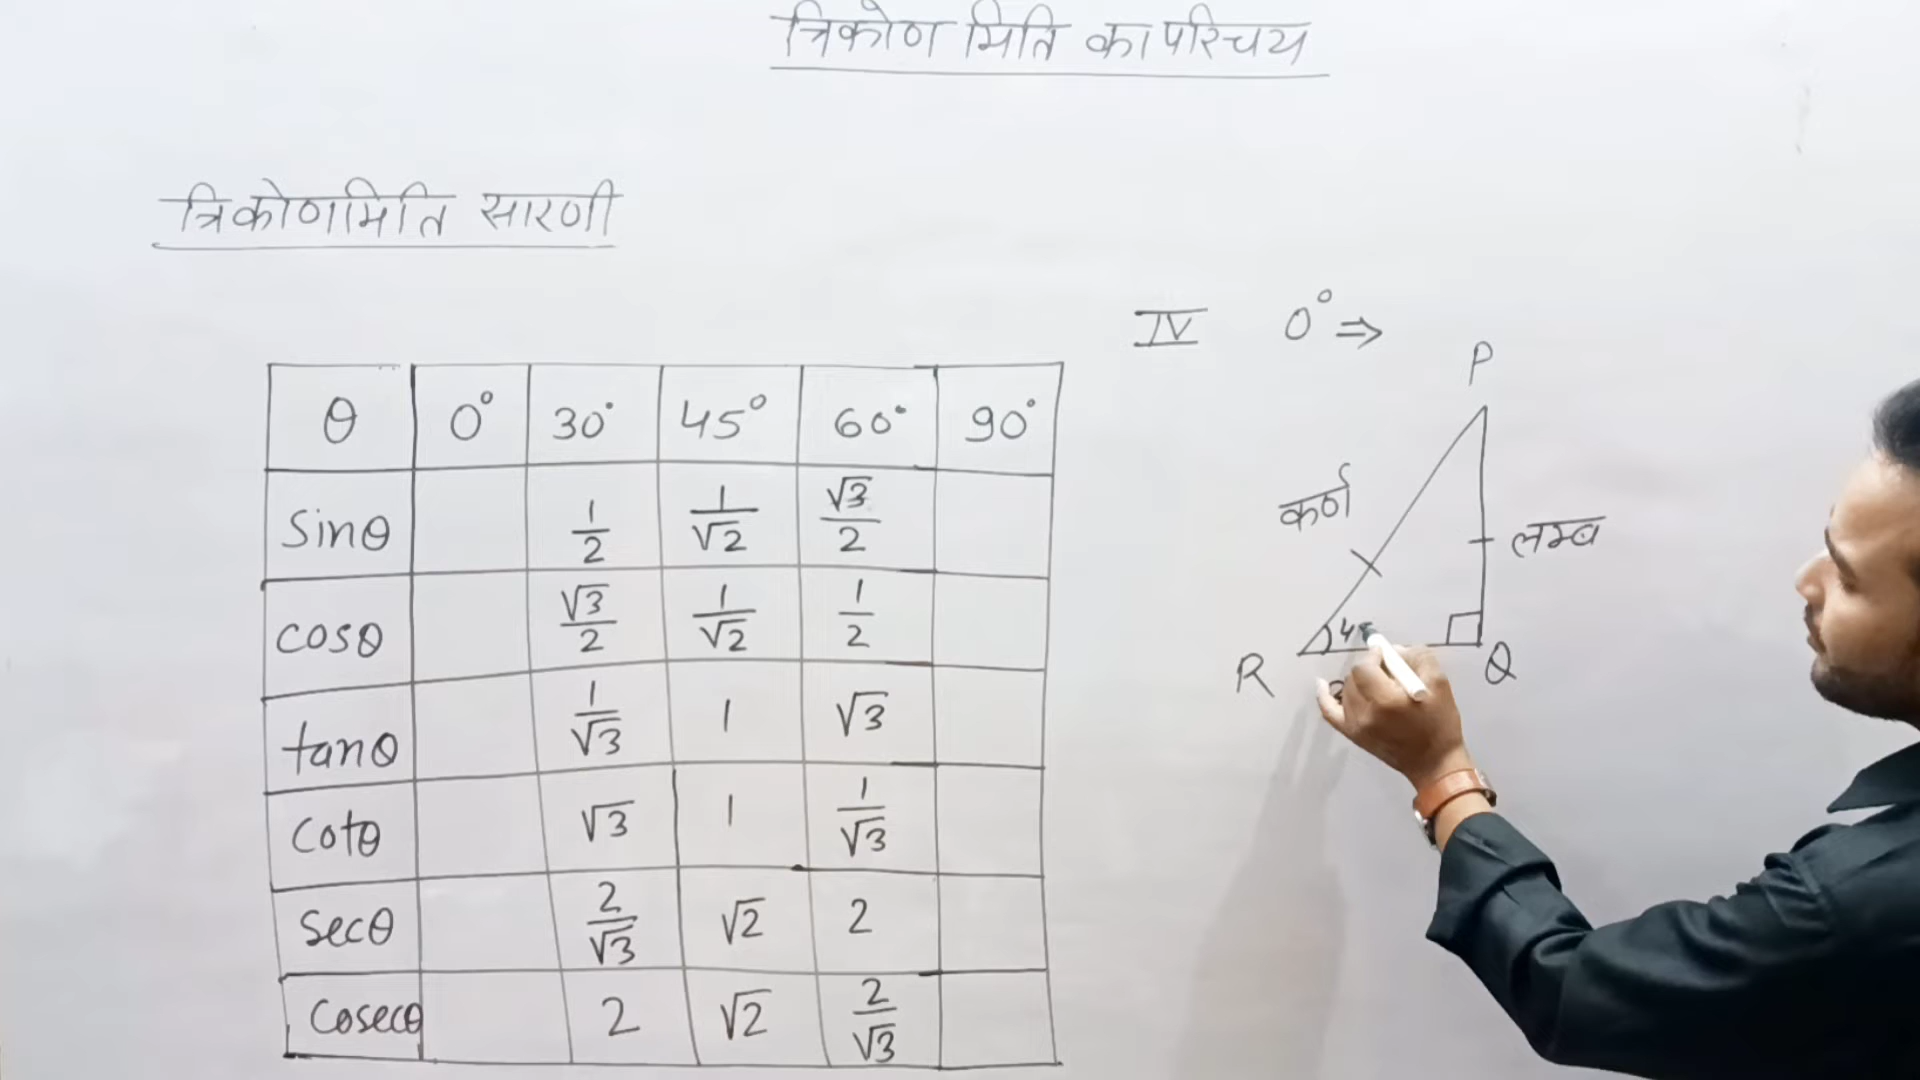 त्रिकोणमिति का परिचय
त्रिकोणमिति सारणी
IV 0° ⇒
θ 0° 30° 45° 60° 90°
Sinθ 1/2 1/√2 √3/2
Cosθ √3/2 1/√2 1/2
tanθ 1/√3 1 √3
Cotθ √3 1 1/√3
Secθ 2/√3 √2 2
Cosecθ 2 √2 2/√3
P
कर्ण
लम्ब
R
Q